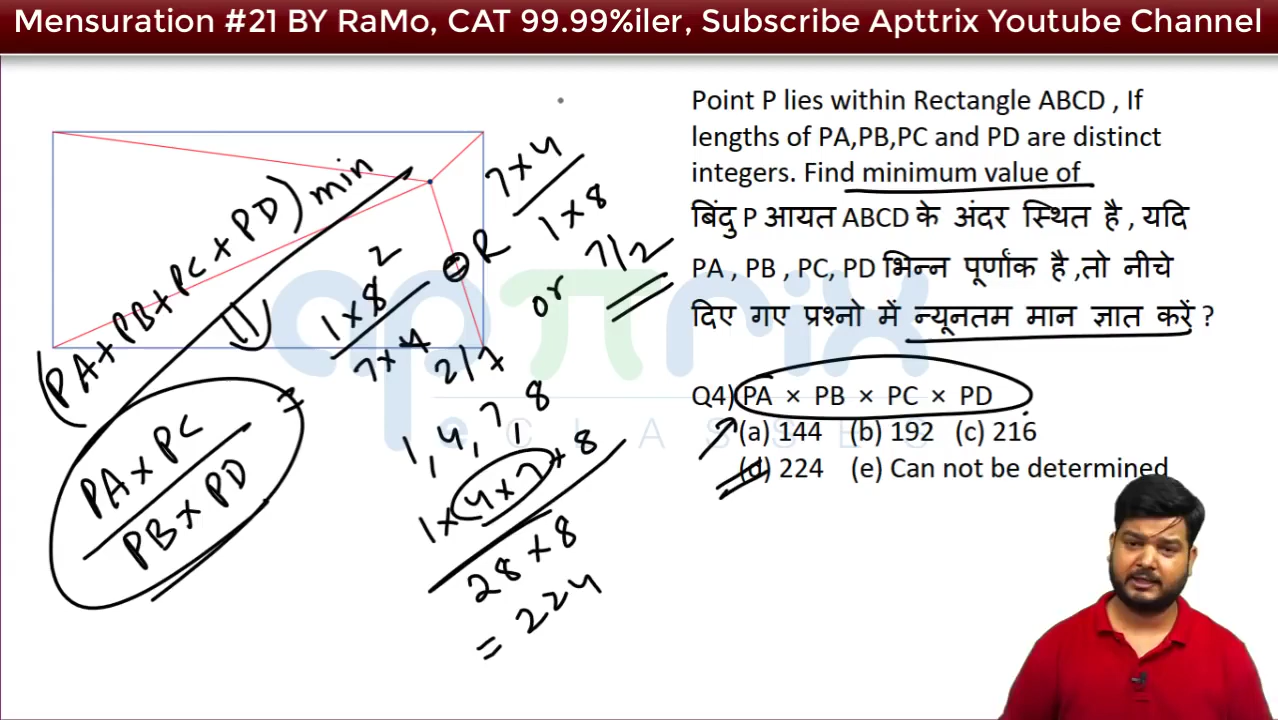 Mensuration #21 BY RaMo, CAT 99.99%iler, Subscribe Apttrix Youtube Channel
Point P lies within Rectangle ABCD , If
lengths of PA,PB,PC and PD are distinct
integers. Find minimum value of
बिंदु P आयत ABCD के अंदर स्थित है , यदि
PA , PB , PC, PD भिन्न पूर्णांक है ,तो नीचे
दिए गए प्रश्नो में न्यूनतम मान ज्ञात करें ?
Q4) PA × PB × PC × PD
(a) 144 (b) 192 (c) 216
(d) 224 (e) Can not be determined
(PA × PB × PC × PD) min
PA × PC
PB × PD
1 × 8 2
7 × 4
2/7
OR
7 × 4
1 × 8
or 7/2
1, 4, 7, 8
1 × 4 × 7 × 8
28 × 8
= 224
apπrix
eCLASSES